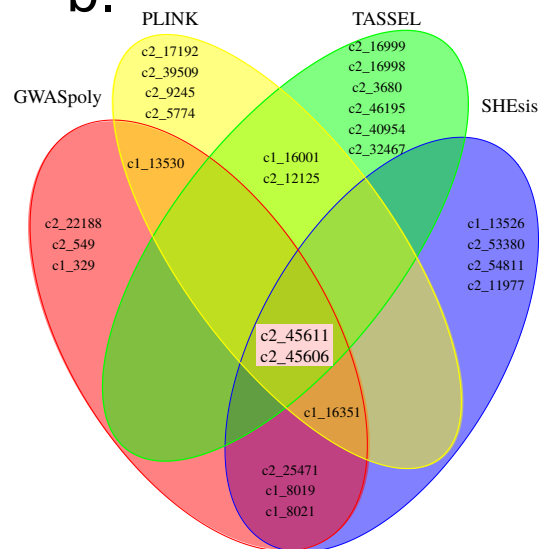 b.
PLINK
TASSEL
GWASpoly
SHEsis
c2_17192
c2_39509
c2_9245
c2_5774
c2_16999
c2_16998
c2_3680
c2_46195
c2_40954
c2_32467
c1_13530
c1_16001
c2_12125
c2_22188
c2_549
c1_329
c1_13526
c2_53380
c2_54811
c2_11977
c2_45611
c2_45606
c1_16351
c2_25471
c1_8019
c1_8021